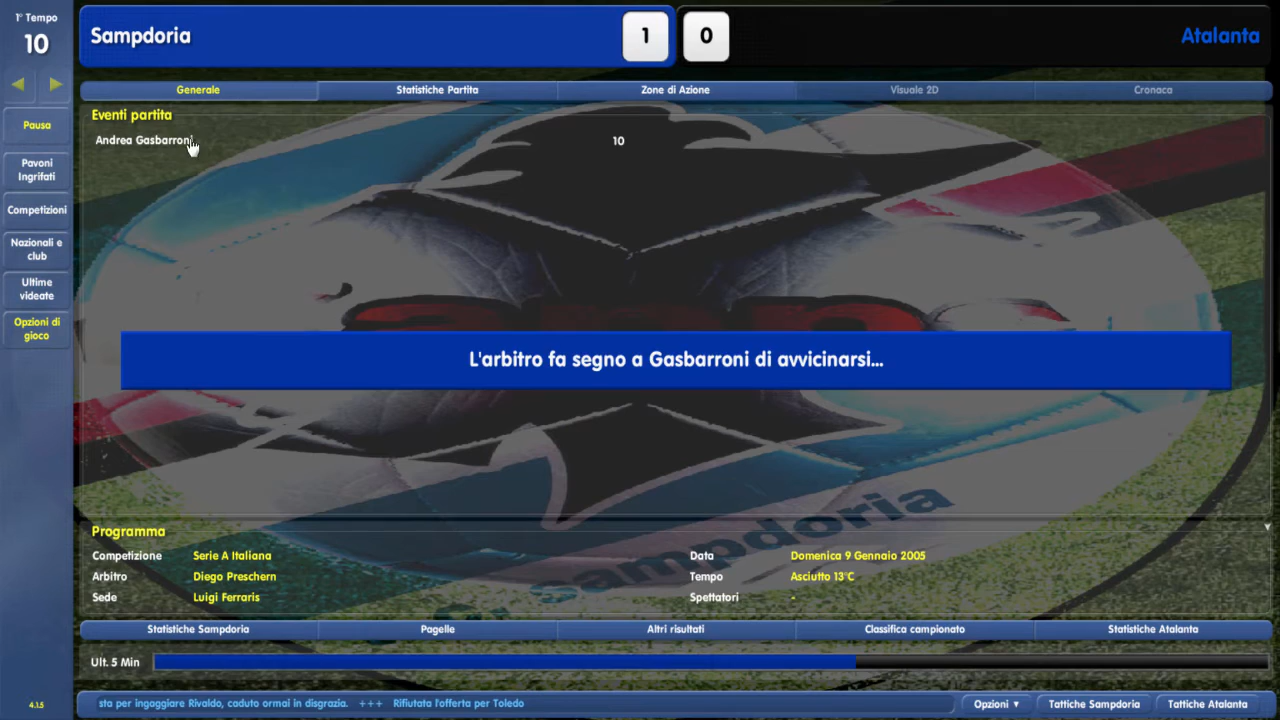 1° Tempo
10
Pausa
Pavoni
Ingrifati
Competizioni
Nazionali e
club
Ultime
videate
Opzioni di
gioco
4.1.5
Sampdoria
1
0
Atalanta
Generale
Statistiche Partita
Zone di Azione
Visuale 2D
Cronaca
Eventi partita
Andrea Gasbarroni
10
L'arbitro fa segno a Gasbarroni di avvicinarsi...
sampdoria
Programma
Competizione Serie A Italiana
Data Domenica 9 Gennaio 2005
Arbitro Diego Preschern
Tempo Asciutto 13°C
Sede Luigi Ferraris
Spettatori -
Statistiche Sampdoria
Pagelle
Altri risultati
Classifica campionato
Statistiche Atalanta
Ult. 5 Min
sta per ingaggiare Rivaldo, caduto ormai in disgrazia. +++ Rifiutata l'offerta per Toledo
Opzioni ▼
Tattiche Sampdoria
Tattiche Atalanta